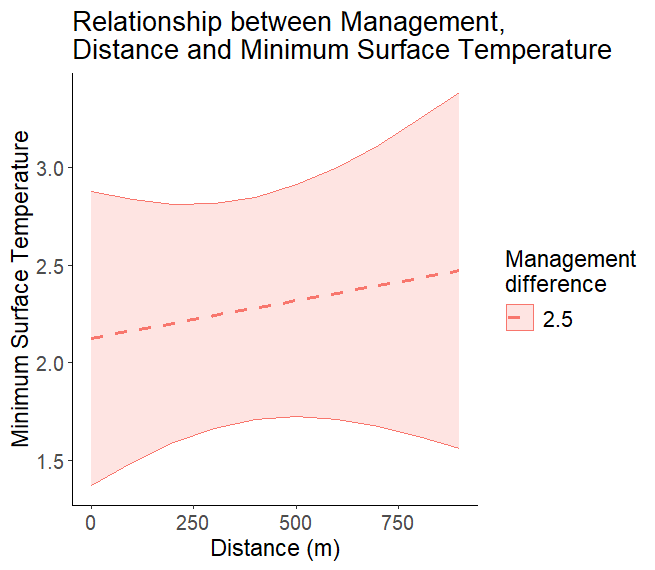 Relationship between Management,
Distance and Minimum Surface Temperature
Minimum Surface Temperature
3.0
2.5
2.0
1.5
0
250
500
750
Distance (m)
Management
difference
2.5